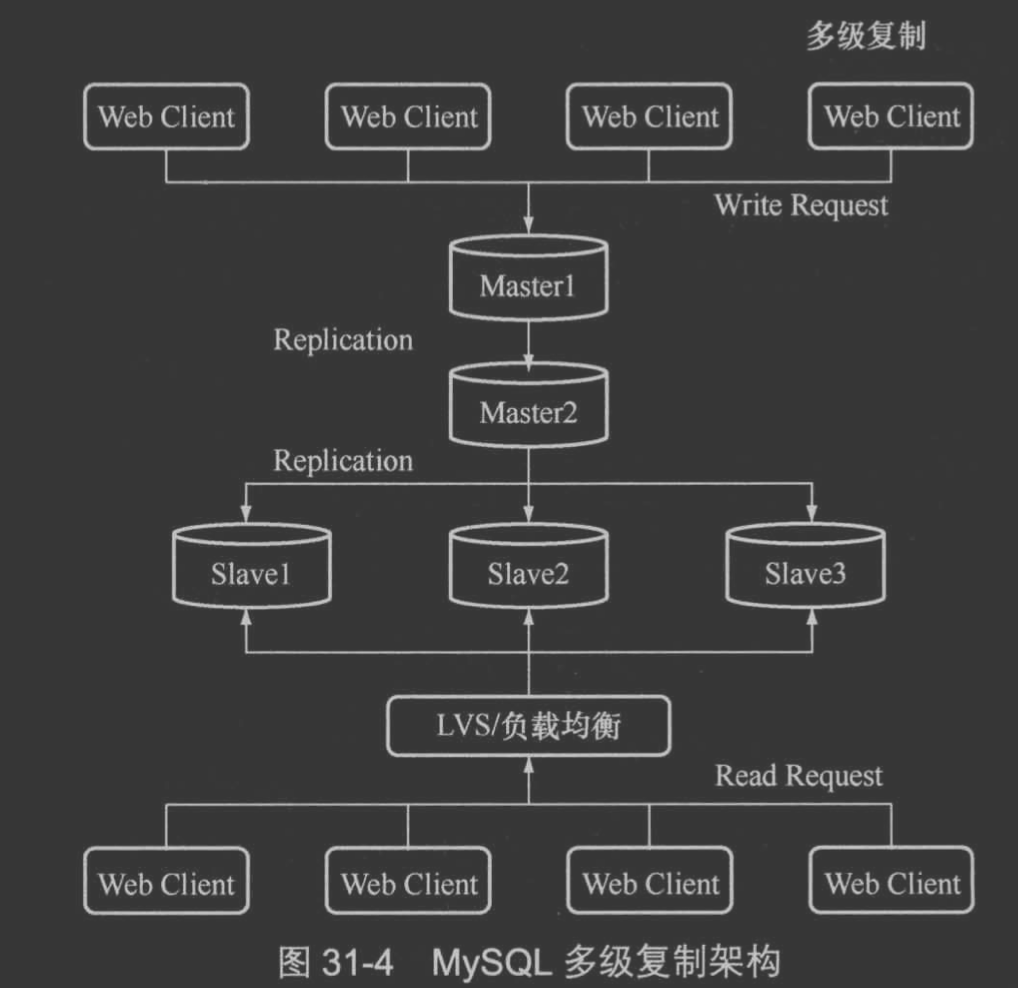 多级复制
Web Client
Web Client
Web Client
Web Client
Write Request
Master1
Replication
Master2
Replication
Slave1
Slave2
Slave3
LVS/负载均衡
Read Request
Web Client
Web Client
Web Client
Web Client
图 31-4 MySQL 多级复制架构